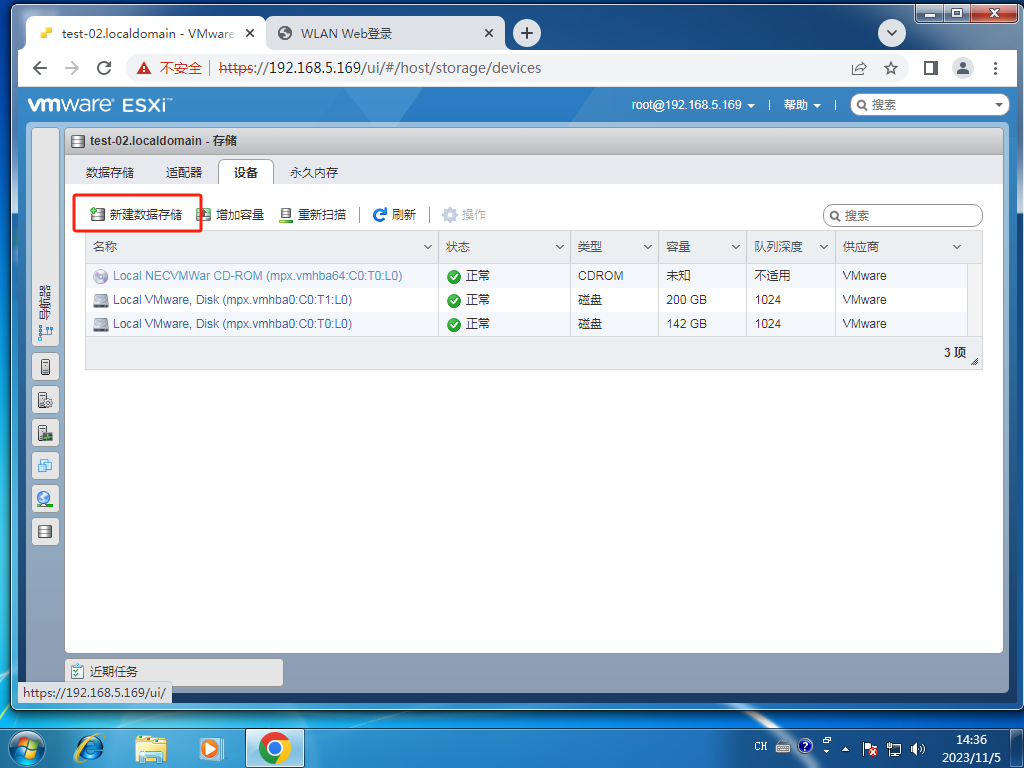 test-02.localdomain - VMware
WLAN Web登录
不安全
https://192.168.5.169/ui/#/host/storage/devices
vmware ESXi™
root@192.168.5.169
帮助
搜索
test-02.localdomain - 存储
数据存储 适配器 设备 永久内存
新建数据存储 增加容量 重新扫描 刷新 操作
搜索
名称 状态 类型 容量 队列深度 供应商
Local NECVMWar CD-ROM (mpx.vmhba64:C0:T0:L0) 正常 CDROM 未知 不适用 VMware
Local VMware, Disk (mpx.vmhba0:C0:T1:L0) 正常 磁盘 200 GB 1024 VMware
Local VMware, Disk (mpx.vmhba0:C0:T0:L0) 正常 磁盘 142 GB 1024 VMware
3 项
导航器
近期任务
https://192.168.5.169/ui/
CH
14:36
2023/11/5